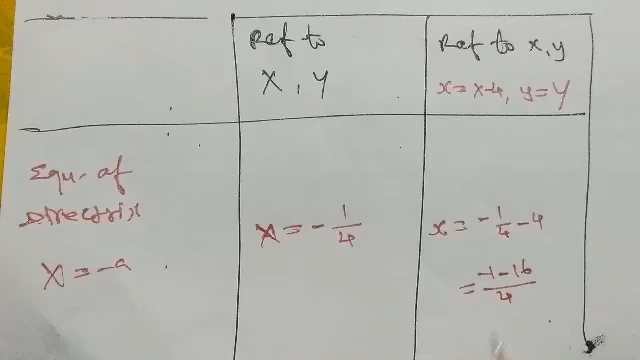 Ref to
X, Y
Ref to x, y
x = X-4, y = Y
Equ. of
Directrix
X = -a
X = -1/4
x = -1/4 - 4
= -1-16/4